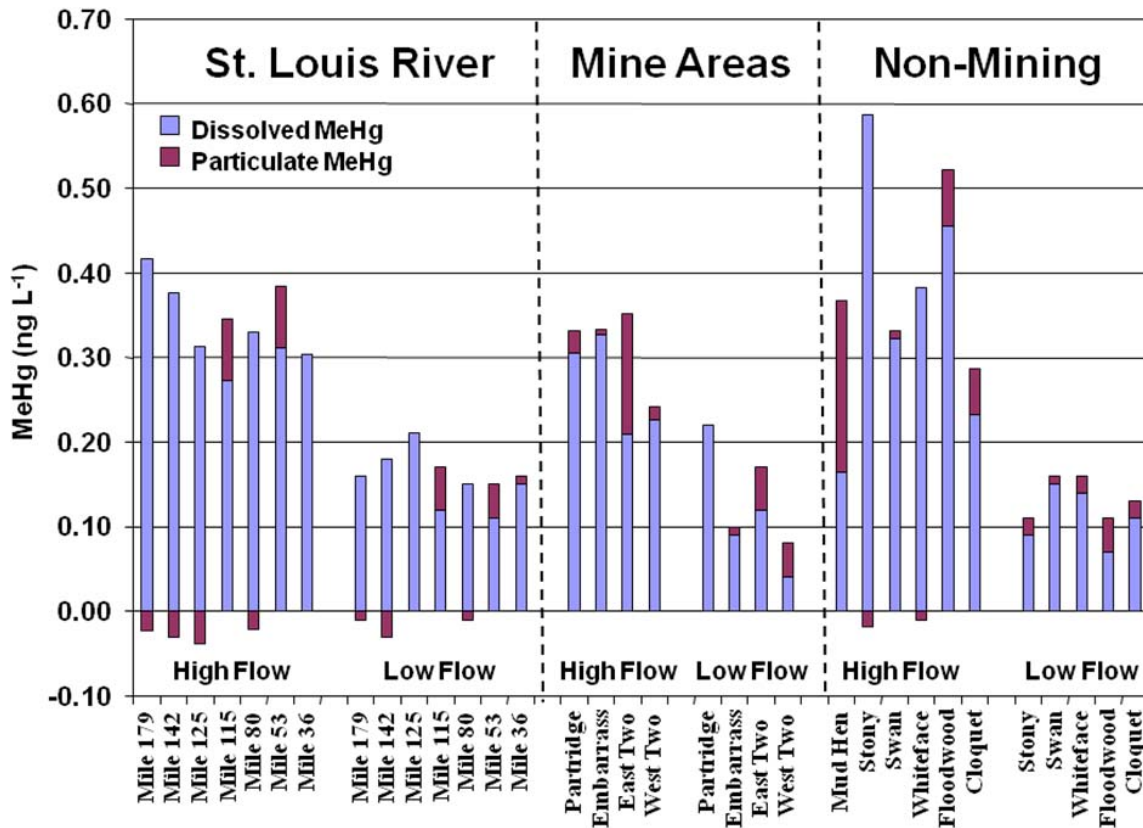 0.70
0.60
0.50
0.40
0.30
0.20
0.10
0.00
-0.10
MeHg (ng L⁻¹)
St. Louis River
Mine Areas
Non-Mining
Dissolved MeHg
Particulate MeHg
High Flow
Low Flow
High Flow
Low Flow
High Flow
Low Flow
Mile 179
Mile 142
Mile 125
Mile 115
Mile 80
Mile 53
Mile 36
Mile 179
Mile 142
Mile 125
Mile 115
Mile 80
Mile 53
Mile 36
Partridge
Embarrass
East Two
West Two
Partridge
Embarrass
East Two
West Two
Mud Hen
Stony
Swan
Whiteface
Floodwood
Cloquet
Stony
Swan
Whiteface
Floodwood
Cloquet